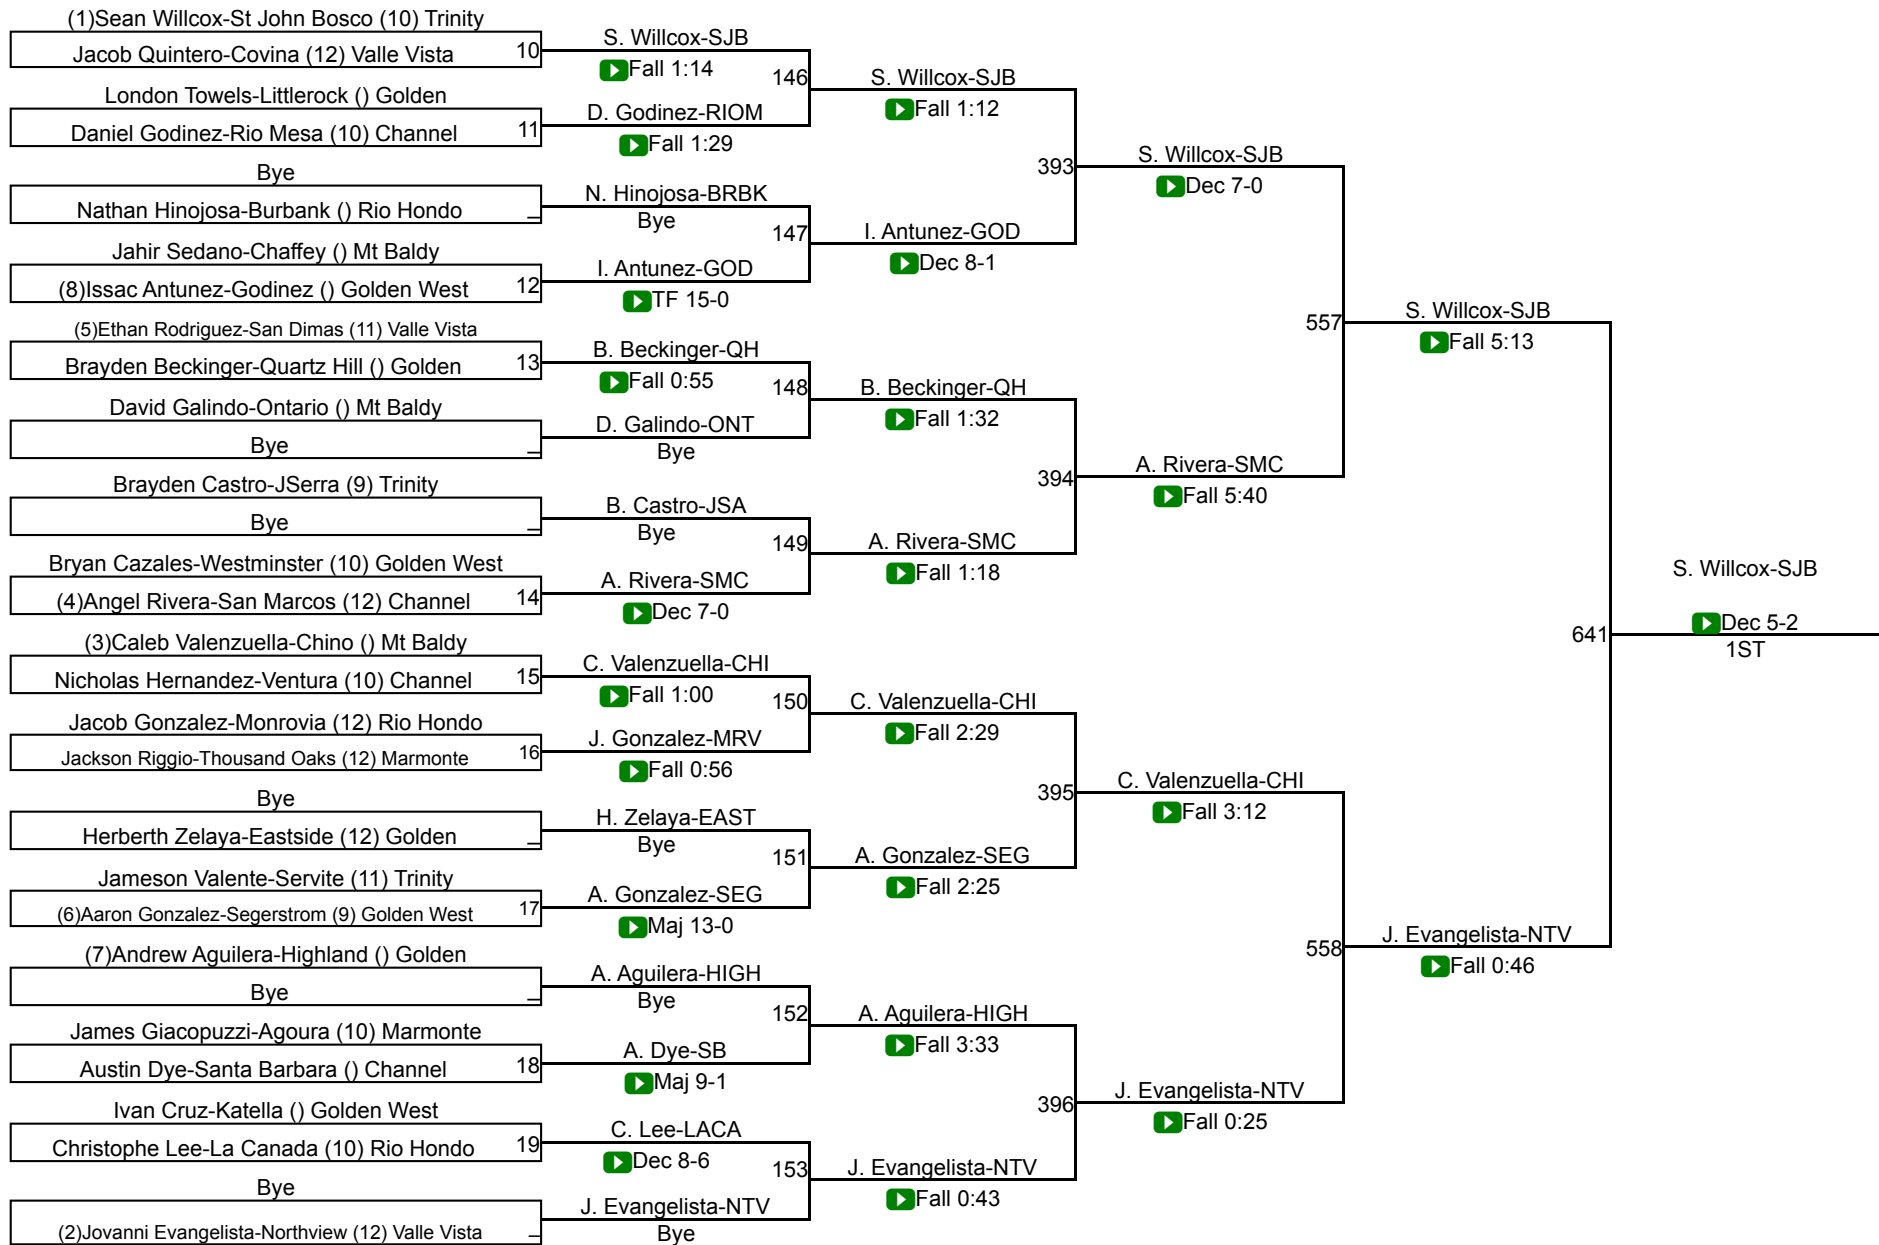 (1)Sean Willcox-St John Bosco (10) Trinity
Jacob Quintero-Covina (12) Valle Vista
10
London Towels-Littlerock () Golden
Daniel Godinez-Rio Mesa (10) Channel
11
Bye
Nathan Hinojosa-Burbank () Rio Hondo
_
Jahir Sedano-Chaffey () Mt Baldy
(8)Issac Antunez-Godinez () Golden West
12
(5)Ethan Rodriguez-San Dimas (11) Valle Vista
Brayden Beckinger-Quartz Hill () Golden
13
David Galindo-Ontario () Mt Baldy
Bye
_
Brayden Castro-JSerra (9) Trinity
Bye
_
Bryan Cazales-Westminster (10) Golden West
(4)Angel Rivera-San Marcos (12) Channel
14
(3)Caleb Valenzuella-Chino () Mt Baldy
Nicholas Hernandez-Ventura (10) Channel
15
Jacob Gonzalez-Monrovia (12) Rio Hondo
Jackson Riggio-Thousand Oaks (12) Marmonte
16
Bye
Herberth Zelaya-Eastside (12) Golden
_
Jameson Valente-Servite (11) Trinity
(6)Aaron Gonzalez-Segerstrom (9) Golden West
17
(7)Andrew Aguilera-Highland () Golden
Bye
_
James Giacopuzzi-Agoura (10) Marmonte
Austin Dye-Santa Barbara () Channel
18
Ivan Cruz-Katella () Golden West
Christophe Lee-La Canada (10) Rio Hondo
19
Bye
(2)Jovanni Evangelista-Northview (12) Valle Vista
_
S. Willcox-SJB
Fall 1:14
146
D. Godinez-RIOM
Fall 1:29
N. Hinojosa-BRBK
Bye
147
I. Antunez-GOD
TF 15-0
B. Beckinger-QH
Fall 0:55
148
D. Galindo-ONT
Bye
B. Castro-JSA
Bye
149
A. Rivera-SMC
Dec 7-0
C. Valenzuella-CHI
Fall 1:00
150
J. Gonzalez-MRV
Fall 0:56
H. Zelaya-EAST
Bye
151
A. Gonzalez-SEG
Maj 13-0
A. Aguilera-HIGH
Bye
152
A. Dye-SB
Maj 9-1
C. Lee-LACA
Dec 8-6
153
J. Evangelista-NTV
Bye
S. Willcox-SJB
Fall 1:12
393
I. Antunez-GOD
Dec 8-1
B. Beckinger-QH
Fall 1:32
394
A. Rivera-SMC
Fall 1:18
C. Valenzuella-CHI
Fall 2:29
395
A. Gonzalez-SEG
Fall 2:25
A. Aguilera-HIGH
Fall 3:33
396
J. Evangelista-NTV
Fall 0:43
S. Willcox-SJB
Dec 7-0
557
A. Rivera-SMC
Fall 5:40
C. Valenzuella-CHI
Fall 3:12
558
J. Evangelista-NTV
Fall 0:25
S. Willcox-SJB
Fall 5:13
641
J. Evangelista-NTV
Fall 0:46
S. Willcox-SJB
Dec 5-2
1ST